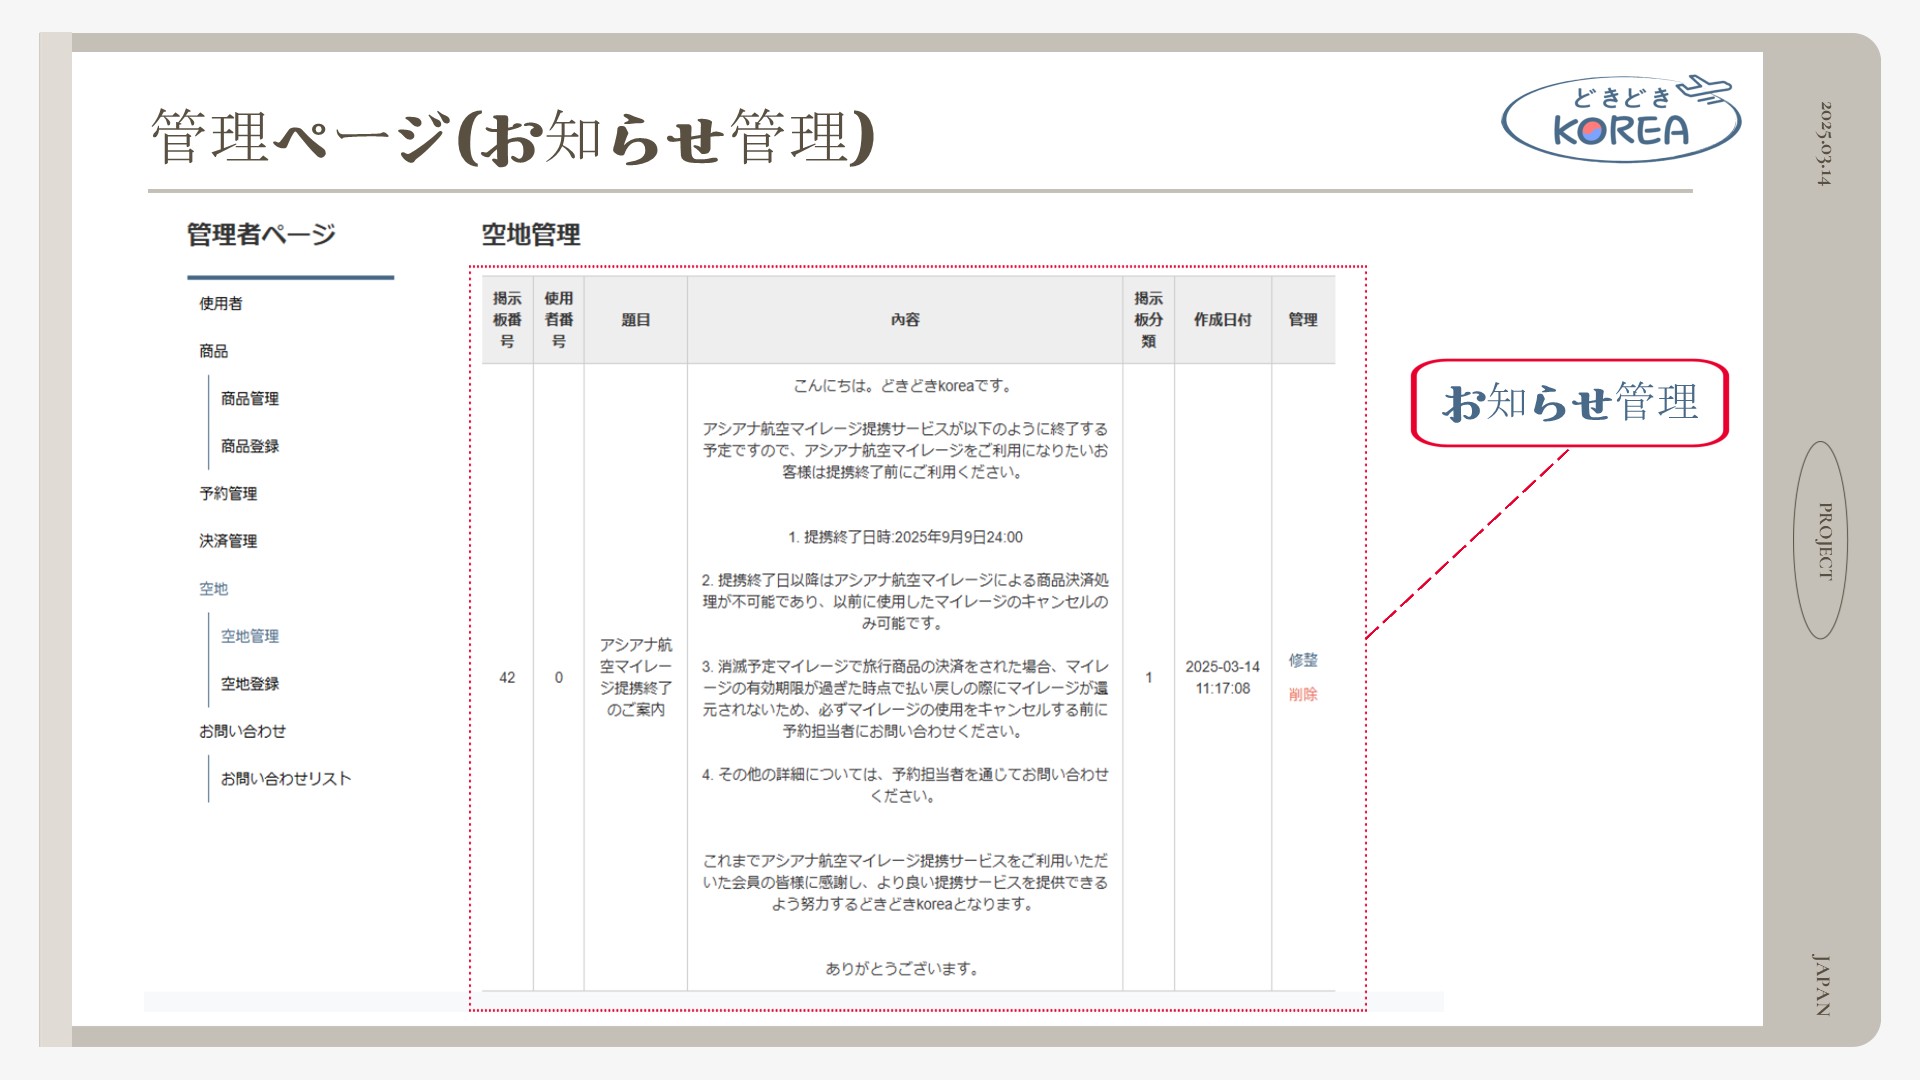 管理ページ(お知らせ管理)
どきどき
KOREA
2025.03.14
PROJECT
JAPAN
管理者ページ
使用者
商品
商品管理
商品登録
予約管理
決済管理
空地
空地管理
空地登録
お問い合わせ
お問い合わせリスト
空地管理
掲示
板番
号
使用
者番
号
題目
內容
掲示
板分
類
作成日付
管理
42
0
アシアナ航
空マイレー
ジ提携終了
のご案内
こんにちは。どきどきkoreaです。
アシアナ航空マイレージ提携サービスが以下のように終了する
予定ですので、アシアナ航空マイレージをご利用になりたいお
客様は提携終了前にご利用ください。
1. 提携終了日時:2025年9月9日24:00
2. 提携終了日以降はアシアナ航空マイレージによる商品決済処
理が不可能であり、以前に使用したマイレージのキャンセルの
み可能です。
3. 消滅予定マイレージで旅行商品の決済をされた場合、マイレ
ージの有効期限が過ぎた時点で払い戻しの際にマイレージが還
元されないため、必ずマイレージの使用をキャンセルする前に
予約担当者にお問い合わせください。
4. その他の詳細については、予約担当者を通じてお問い合わせ
ください。
これまでアシアナ航空マイレージ提携サービスをご利用いただ
いた会員の皆様に感謝し、より良い提携サービスを提供できる
よう努力するどきどきkoreaとなります。
ありがとうございます。
1
2025-03-14
11:17:08
修整
削除
お知らせ管理